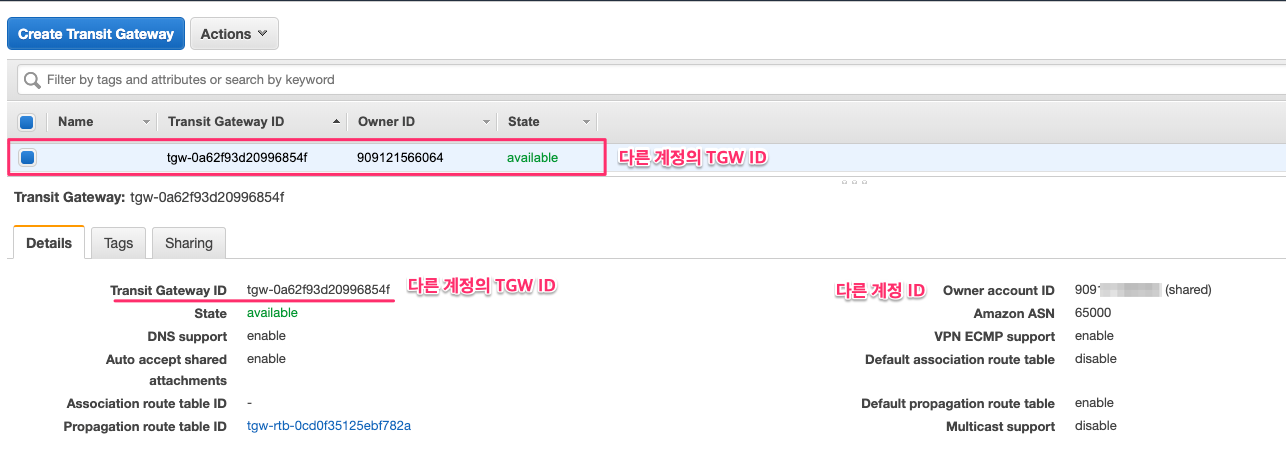 Create Transit Gateway Actions
Filter by tags and attributes or search by keyword
Name Transit Gateway ID Owner ID State
tgw-0a62f93d20996854f 909121566064 available 다른 계정의 TGW ID
Transit Gateway: tgw-0a62f93d20996854f
Details Tags Sharing
Transit Gateway ID tgw-0a62f93d20996854f 다른 계정의 TGW ID 다른 계정 ID Owner account ID 9091 (shared)
State available Amazon ASN 65000
DNS support enable VPN ECMP support enable
Auto accept shared attachments enable Default association route table disable
Association route table ID - Default propagation route table enable
Propagation route table ID tgw-rtb-0cd0f35125ebf782a Multicast support disable